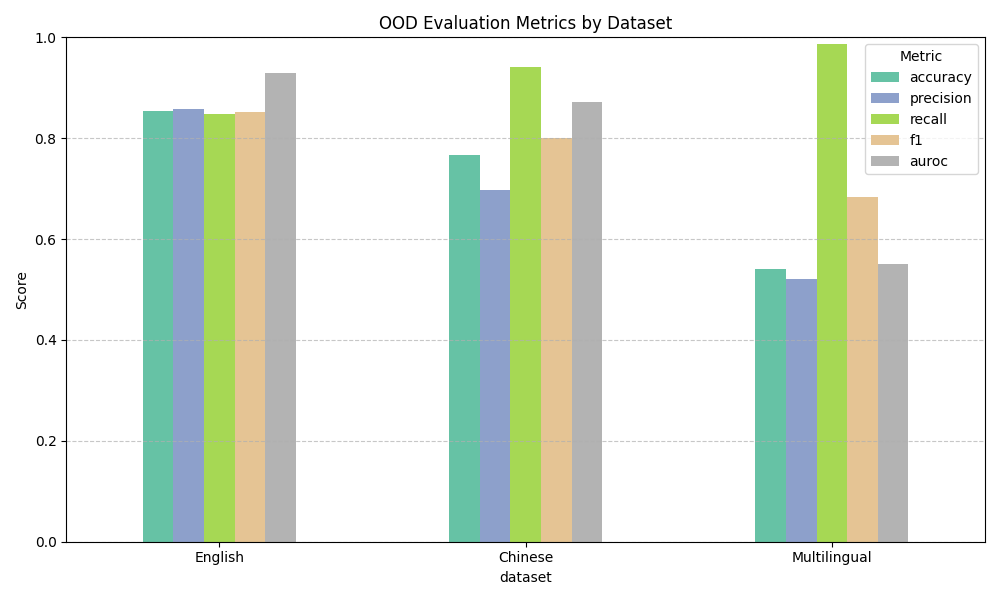 OOD Evaluation Metrics by Dataset
1.0
0.8
0.6
0.4
0.2
0.0
Score
Metric
accuracy
precision
recall
f1
auroc
English
Chinese
Multilingual
dataset